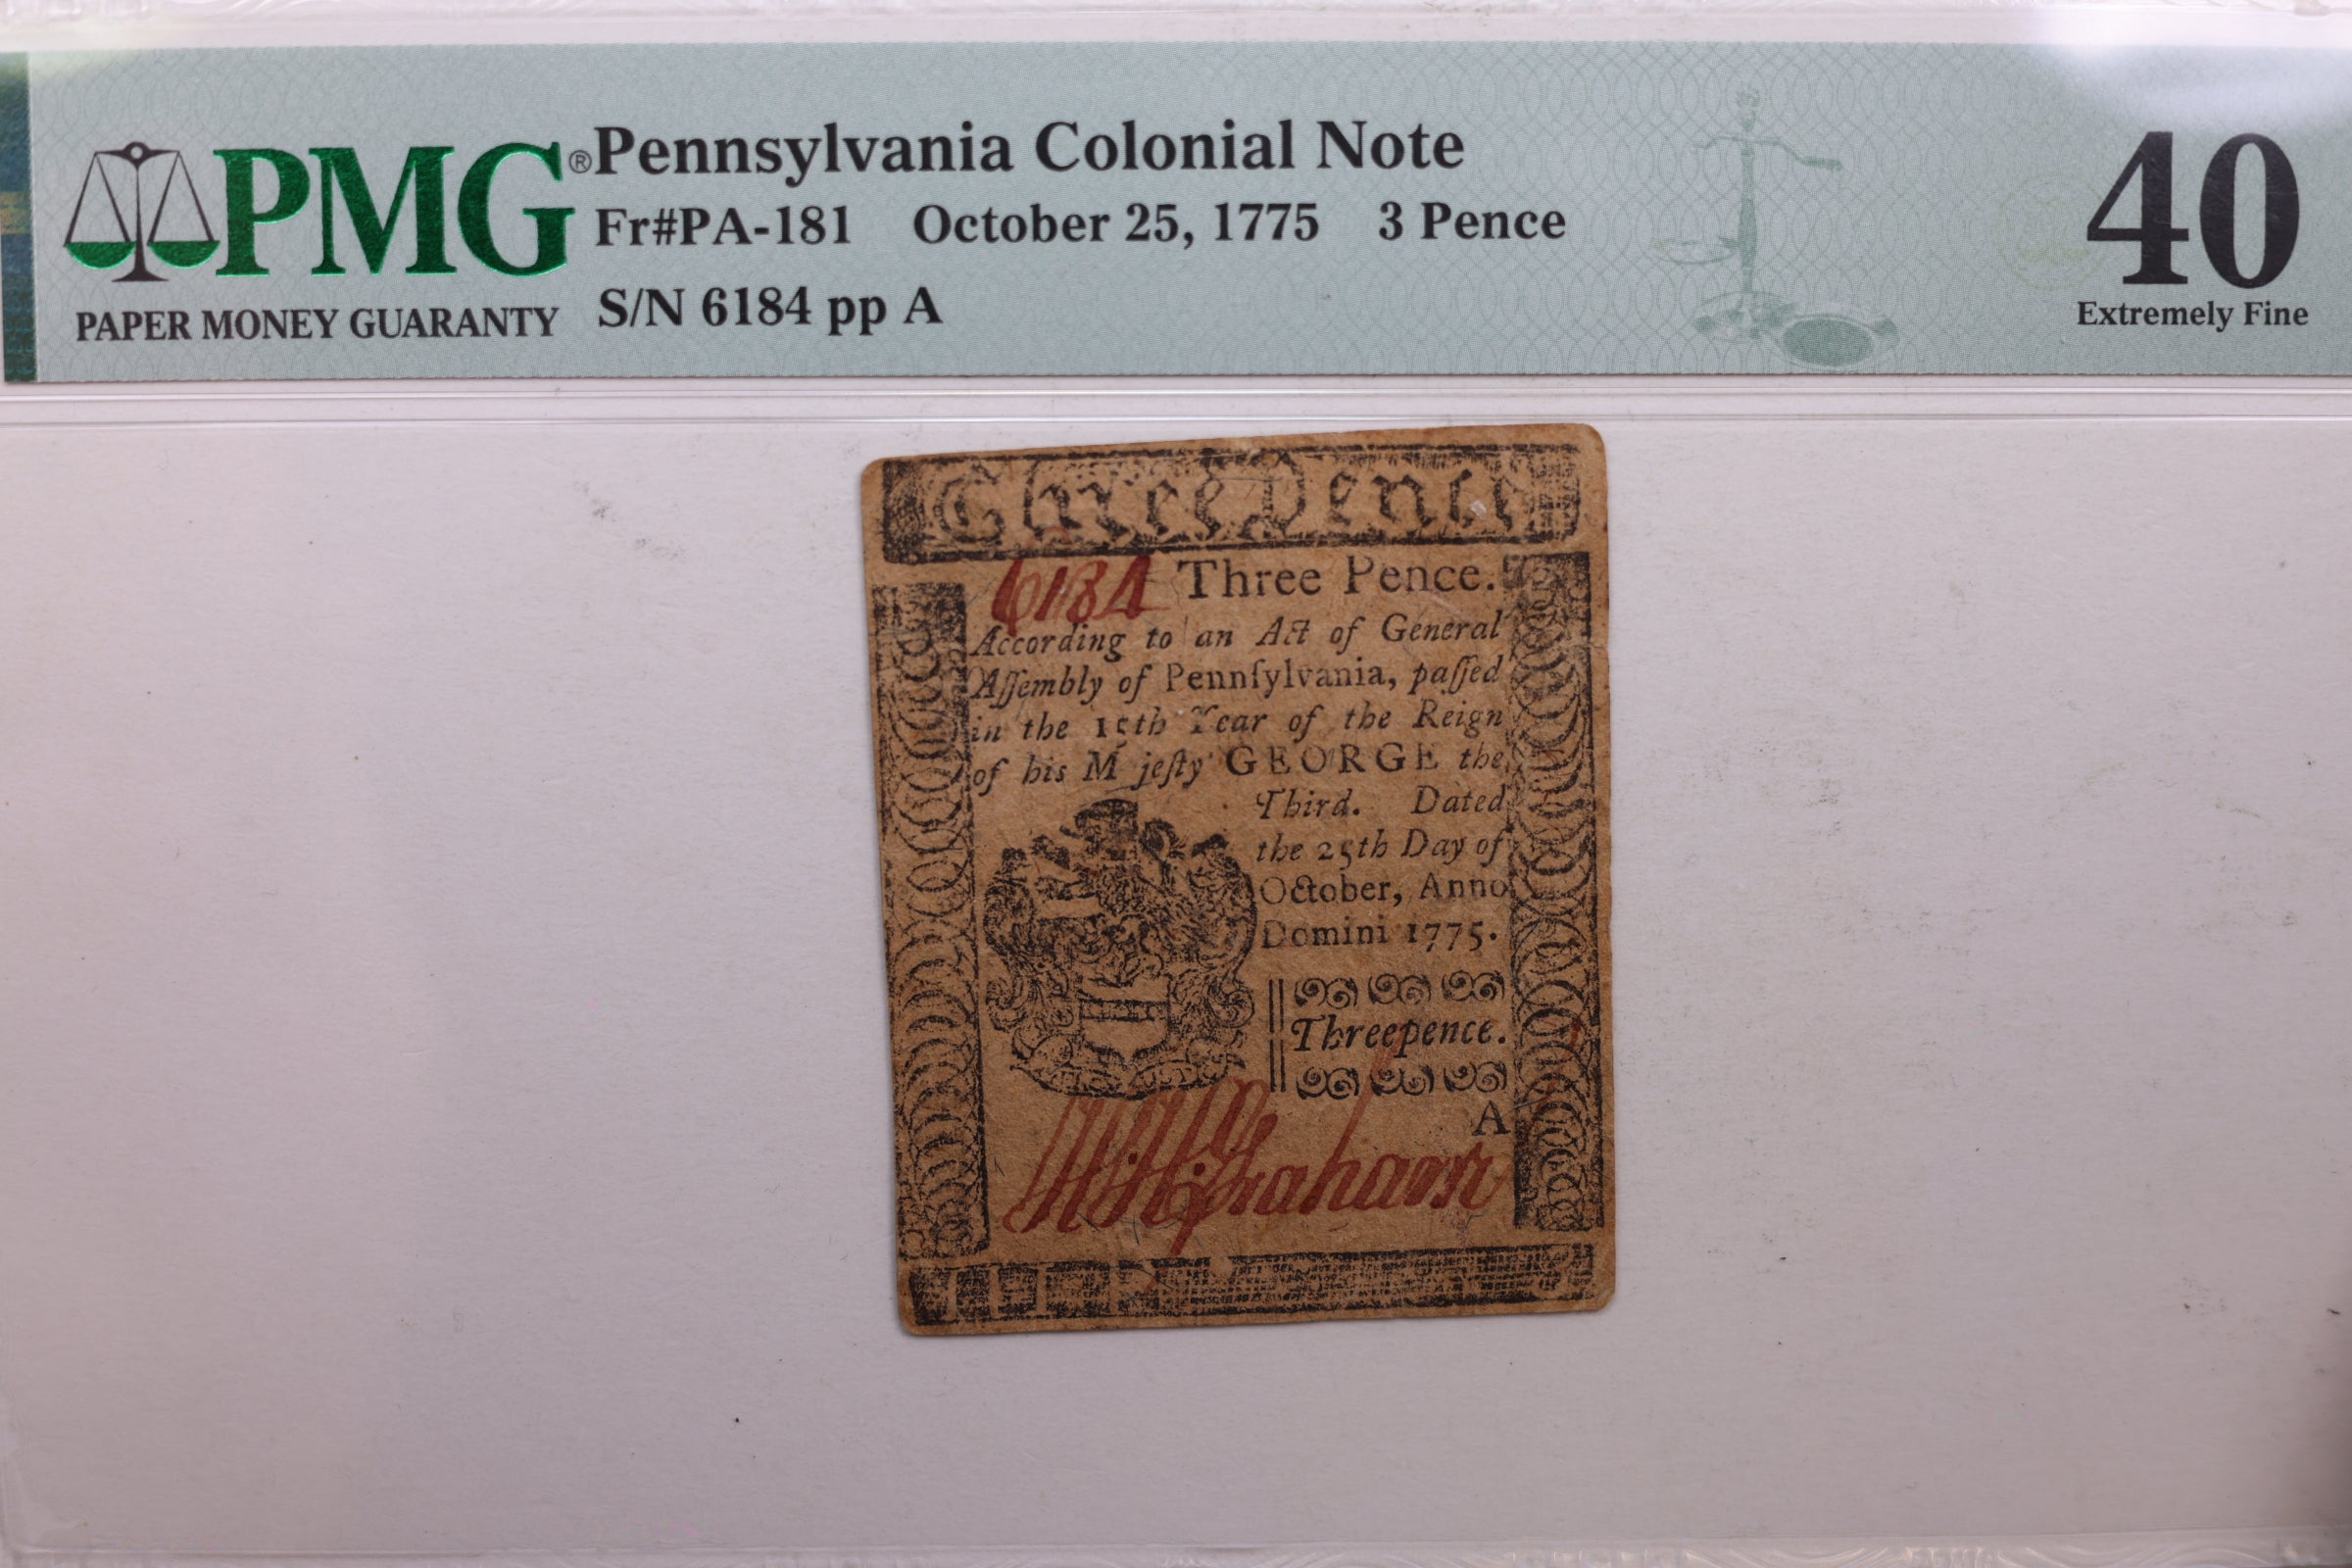 PMG®
PAPER MONEY GUARANTY
Pennsylvania Colonial Note
Fr#PA-181 October 25, 1775 3 Pence
S/N 6184 pp A
40
Extremely Fine
Three Pence
6184 Three Pence.
According to an Act of General
Aſſembly of Pennſylvania, paſſed
in the 15th Year of the Reign
of his M jeſty GEORGE the
Third. Dated
the 25th Day of
October, Anno
Domini 1775.
Threepence.
A
W. H. Graham